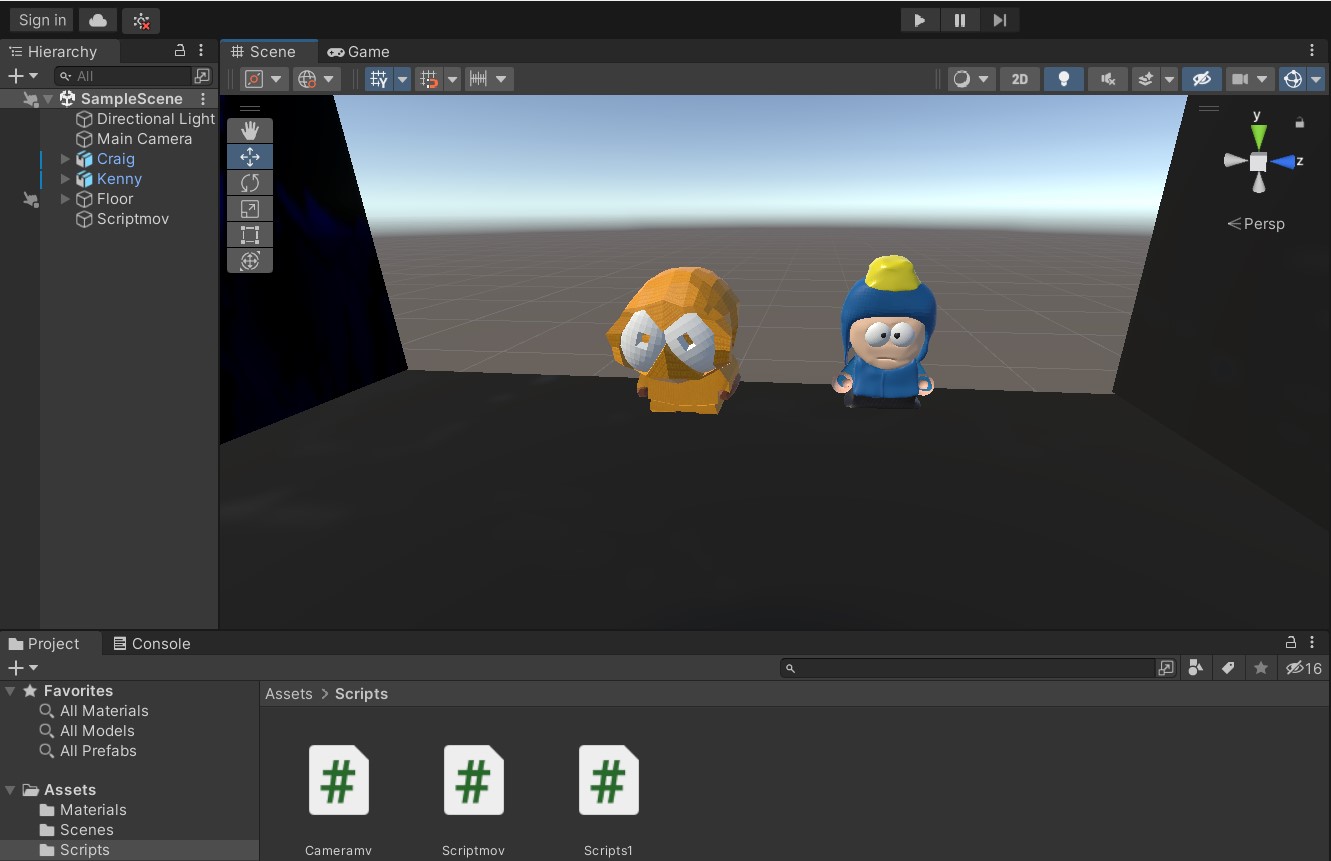 Sign in
Hierarchy
All
SampleScene
Directional Light
Main Camera
Craig
Kenny
Floor
Scriptmov
Scene
Game
2D
y
z
Persp
Project
Console
16
Favorites
All Materials
All Models
All Prefabs
Assets
Materials
Scenes
Scripts
Assets > Scripts
Cameramv
Scriptmov
Scripts1